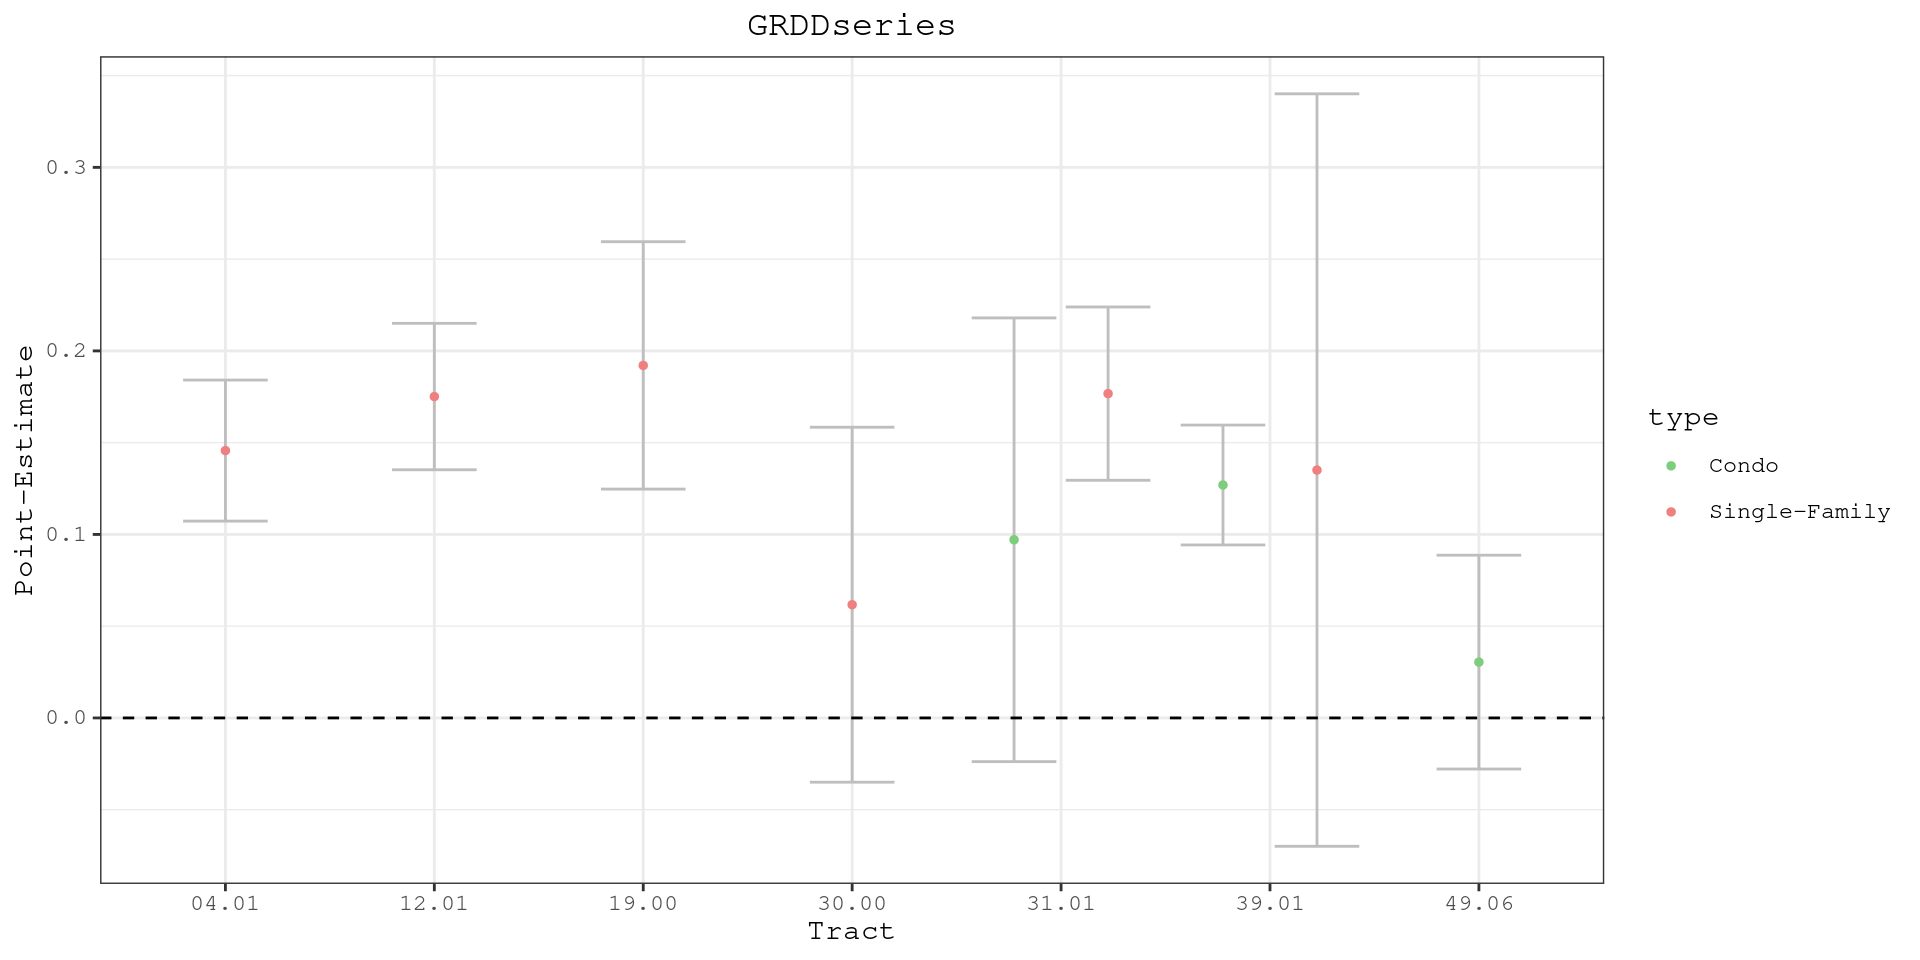 GRDDseries
Point-Estimate
0.3
0.2
0.1
0.0
04.01 12.01 19.00 30.00 31.01 39.01 49.06
Tract
type
Condo
Single-Family